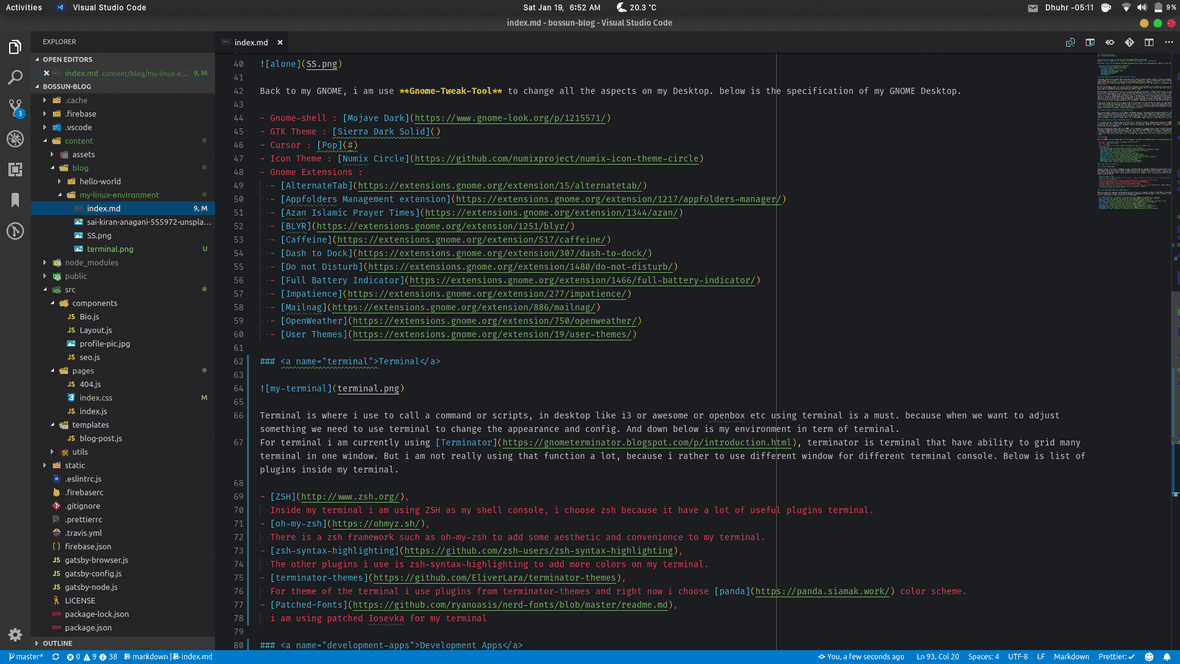 Activities Visual Studio Code Sat Jan 19, 6:52 AM 20.3 °C Dhuhr -05:11 9%
index.md - bossun-blog - Visual Studio Code
EXPLORER
OPEN EDITORS
index.md content/blog/my-linux-e... 9, M
BOSSUN-BLOG
.cache
.firebase
.vscode
content
assets
blog
hello-world
my-linux-environment
index.md 9, M
sai-kiran-anagani-555972-unspla...
SS.png
terminal.png U
node_modules
public
src
components
Bio.js
Layout.js
profile-pic.jpg
seo.js
pages
404.js
index.css M
index.js
templates
blog-post.js
utils
static
.eslintrc.js
.firebaserc
.gitignore
.prettierrc
.travis.yml
firebase.json
gatsby-browser.js
gatsby-config.js
gatsby-node.js
LICENSE
package-lock.json
package.json
OUTLINE
index.md
40 ![alone](SS.png)
41
42 Back to my GNOME, i am use **Gnome-Tweak-Tool** to change all the aspects on my Desktop. below is the specification of my GNOME Desktop.
43
44 - Gnome-shell : [Mojave Dark](https://www.gnome-look.org/p/1215571/)
45 - GTK Theme : [Sierra Dark Solid]()
46 - Cursor : [Pop](#)
47 - Icon Theme : [Numix Circle](https://github.com/numixproject/numix-icon-theme-circle)
48 - Gnome Extensions :
49 - [AlternateTab](https://extensions.gnome.org/extension/15/alternatetab/)
50 - [Appfolders Management extension](https://extensions.gnome.org/extension/1217/appfolders-manager/)
51 - [Azan Islamic Prayer Times](https://extensions.gnome.org/extension/1344/azan/)
52 - [BLYR](https://extensions.gnome.org/extension/1251/blyr/)
53 - [Caffeine](https://extensions.gnome.org/extension/517/caffeine/)
54 - [Dash to Dock](https://extensions.gnome.org/extension/307/dash-to-dock/)
55 - [Do not Disturb](https://extensions.gnome.org/extension/1480/do-not-disturb/)
56 - [Full Battery Indicator](https://extensions.gnome.org/extension/1466/full-battery-indicator/)
57 - [Impatience](https://extensions.gnome.org/extension/277/impatience/)
58 - [Mailnag](https://extensions.gnome.org/extension/886/mailnag/)
59 - [OpenWeather](https://extensions.gnome.org/extension/750/openweather/)
60 - [User Themes](https://extensions.gnome.org/extension/19/user-themes/)
61
62 ### <a name="terminal">Terminal</a>
63
64 ![my-terminal](terminal.png)
65
66 Terminal is where i use to call a command or scripts, in desktop like i3 or awesome or openbox etc using terminal is a must. because when we want to adjust
something we need to use terminal to change the appearance and config. And down below is my environment in term of terminal.
67 For terminal i am currently using [Terminator](https://gnometerminator.blogspot.com/p/introduction.html), terminator is terminal that have ability to grid many
terminal in one window. But i am not really using that function a lot, because i rather to use different window for different terminal console. Below is list of
plugins inside my terminal.
68
69 - [ZSH](http://www.zsh.org/),
70 Inside my terminal i am using ZSH as my shell console, i choose zsh because it have a lot of useful plugins terminal.
71 - [oh-my-zsh](https://ohmyz.sh/),
72 There is a zsh framework such as oh-my-zsh to add some aesthetic and convenience to my terminal.
73 - [zsh-syntax-highlighting](https://github.com/zsh-users/zsh-syntax-highlighting),
74 The other plugins i use is zsh-syntax-highlighting to add more colors on my terminal.
75 - [terminator-themes](https://github.com/EliverLara/terminator-themes),
76 For theme of the terminal i use plugins from terminator-themes and right now i choose [panda](https://panda.siamak.work/) color scheme.
77 - [Patched-Fonts](https://github.com/ryanoasis/nerd-fonts/blob/master/readme.md),
78 i am using patched Iosevka for my terminal
79
80 ### <a name="development-apps">Development Apps</a>
master* 0 9 38 markdown | index.md You, a few seconds ago Ln 93, Col 20 Spaces: 4 UTF-8 LF Markdown Prettier: ✓